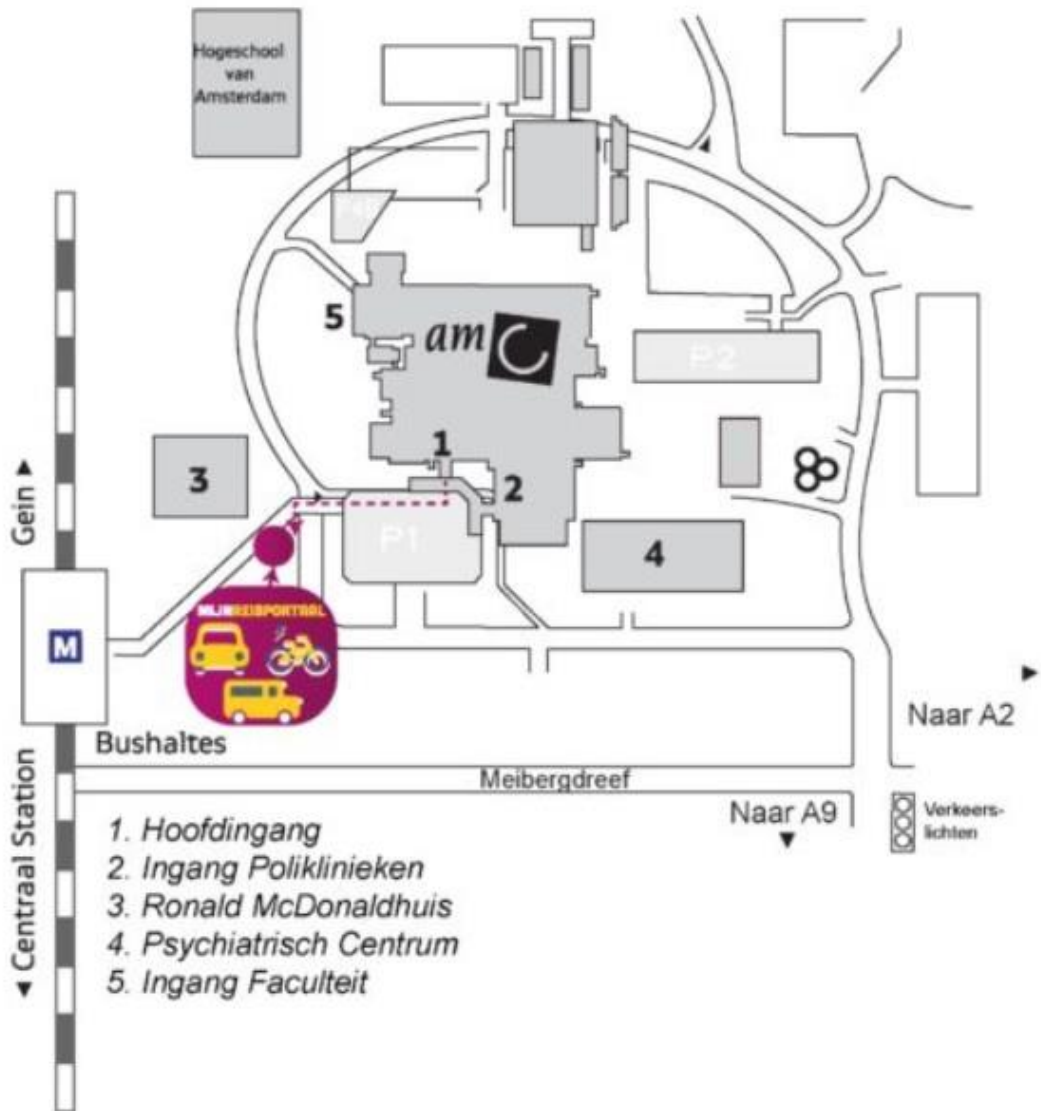 Hogeschool
van
Amsterdam
5
am
P2
1
3
2
P1
4
Gein ▶
M
MIJNREISPORTAAL
Naar A2
Bushaltes
Meibergdreef
Naar A9
Verkeers-
lichten
◀ Centraal Station
1. Hoofdingang
2. Ingang Poliklinieken
3. Ronald McDonaldhuis
4. Psychiatrisch Centrum
5. Ingang Faculteit